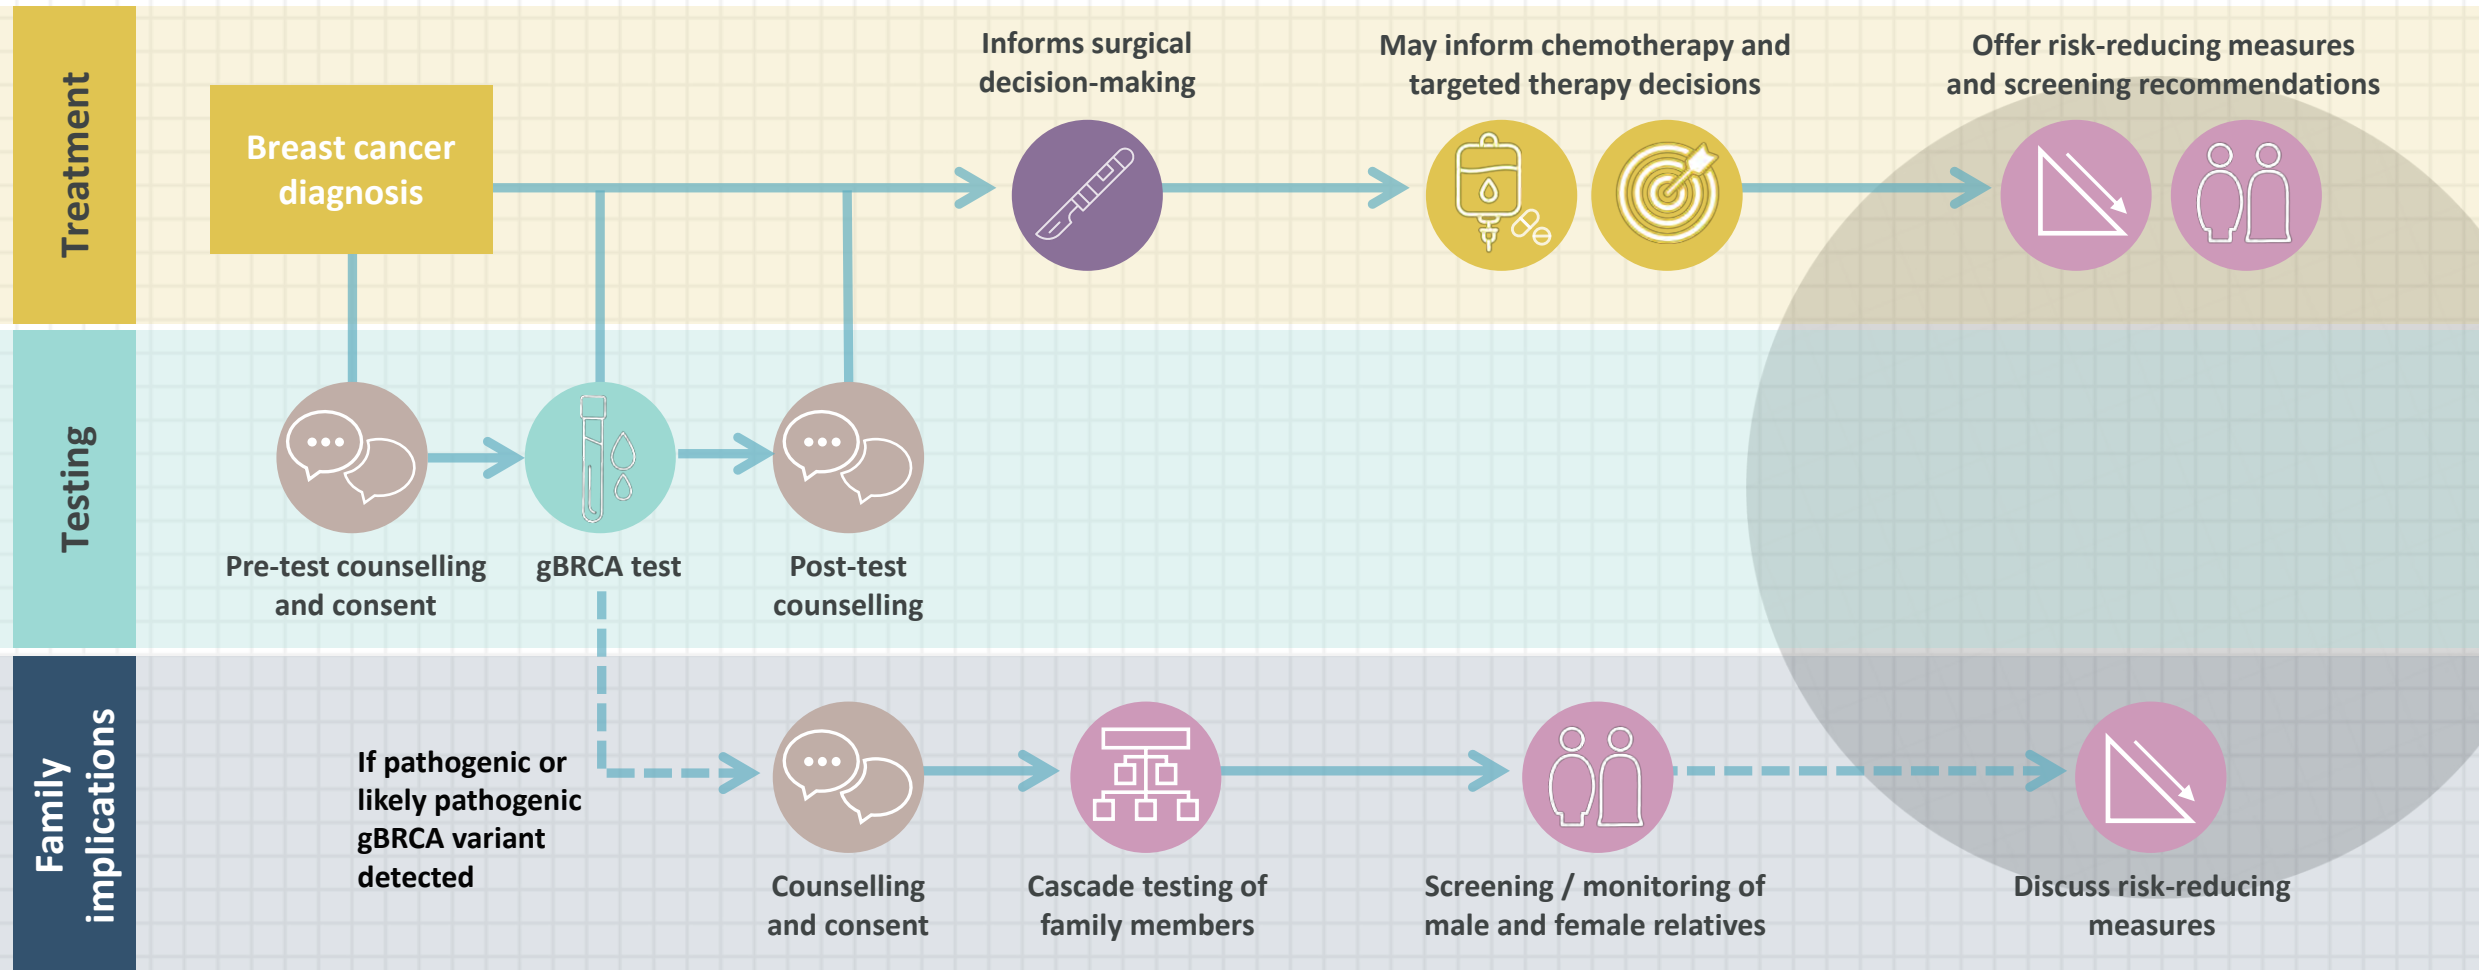 Treatment
Breast cancer
diagnosis
Informs surgical
decision-making
May inform chemotherapy and
targeted therapy decisions
Offer risk-reducing measures
and screening recommendations
Testing
Pre-test counselling
and consent
gBRCA test
Post-test
counselling
Family
implications
If pathogenic or
likely pathogenic
gBRCA variant
detected
Counselling
and consent
Cascade testing of
family members
Screening / monitoring of
male and female relatives
Discuss risk-reducing
measures